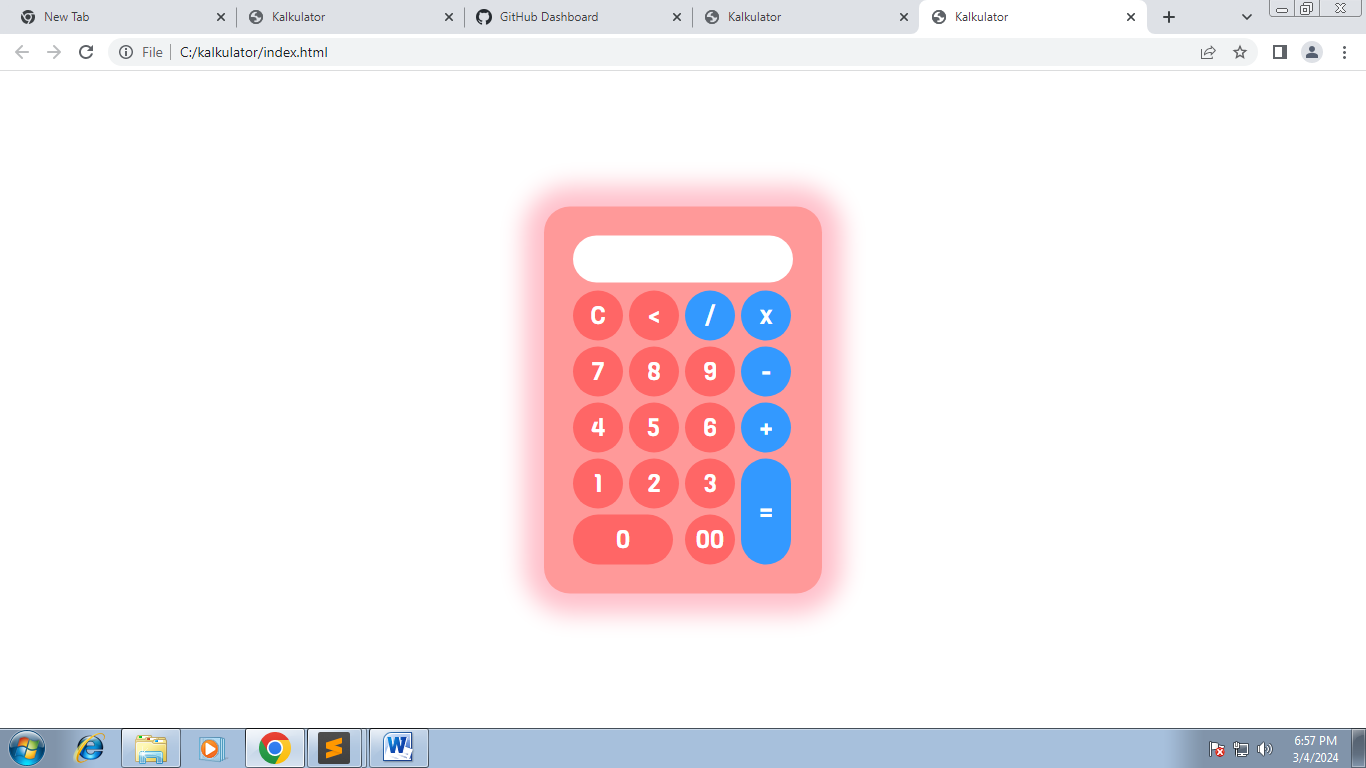 New Tab
Kalkulator
GitHub Dashboard
Kalkulator
Kalkulator
File
C:/kalkulator/index.html
C < / x
7 8 9 -
4 5 6 +
1 2 3
=
0 00
6:57 PM
3/4/2024